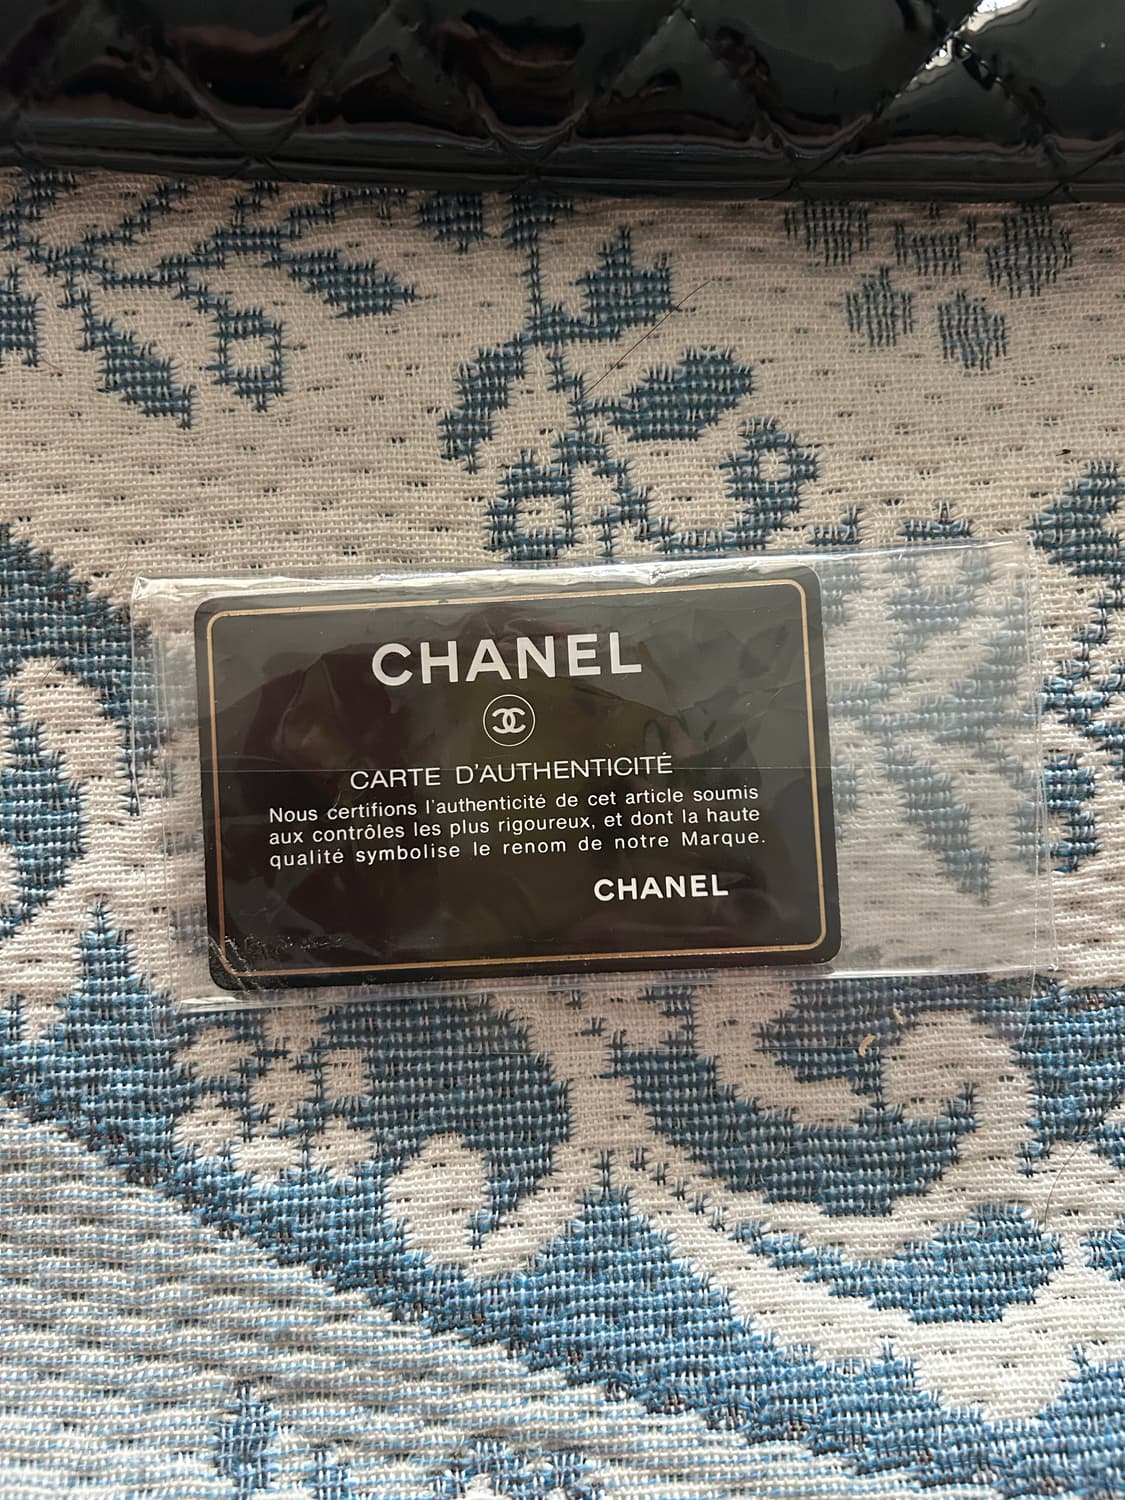 CHANEL
CARTE D'AUTHENTICITÉ
Nous certifions l'authenticité de cet article soumis
aux contrôles les plus rigoureux, et dont la haute
qualité symbolise le renom de notre Marque.
CHANEL